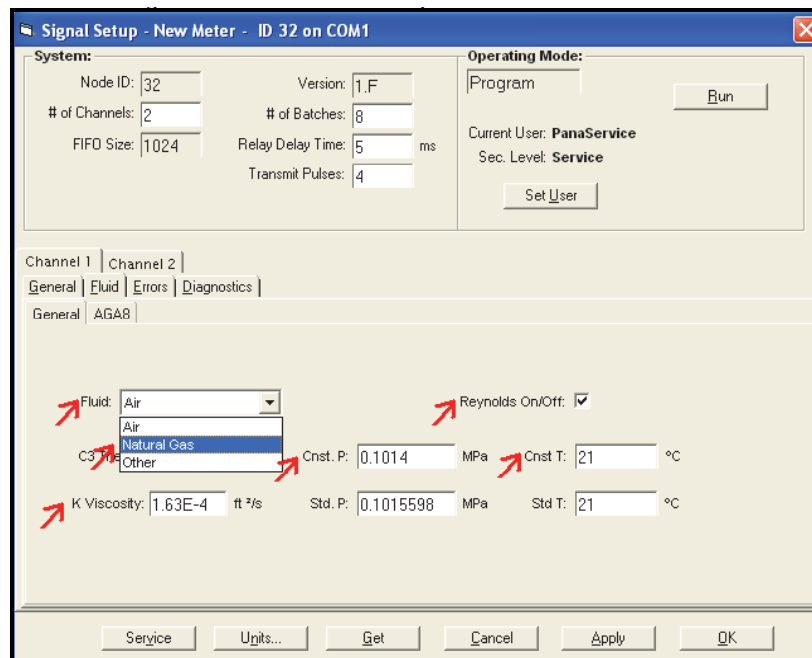 Signal Setup - New Meter - ID 32 on COM1
System:
Node ID: 32
Version: 1.F
# of Channels: 2
# of Batches: 8
FIFO Size: 1024
Relay Delay Time: 5 ms
Transmit Pulses: 4
Operating Mode:
Program
Run
Current User: PanaService
Sec. Level: Service
Set User
Channel 1 Channel 2
General Fluid Errors Diagnostics
General AGA8
Fluid: Air
Reynolds On/Off:
Air
Natural Gas
Other
C3
Cnst. P: 0.1014 MPa
Cnst T: 21 °C
K Viscosity: 1.63E-4 ft ²/s
Std. P: 0.1015598 MPa
Std T: 21 °C
Service Units... Get Cancel Apply OK